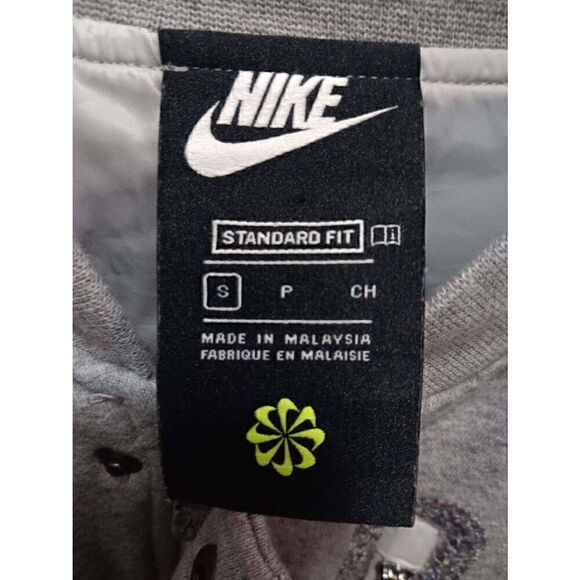 NIKE
STANDARD FIT
S P CH
MADE IN MALAYSIA
FABRIQUE EN MALAISIE